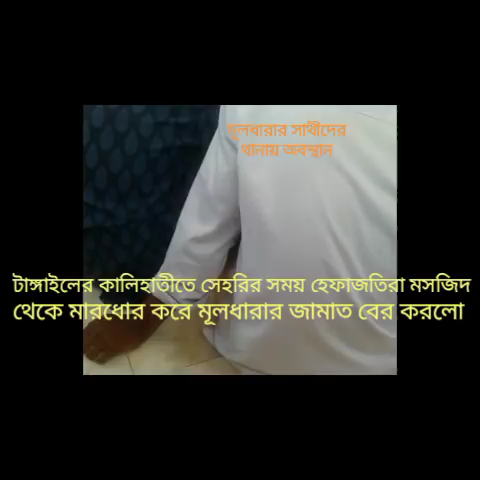 মূলধারার সাথীদের
থানায় অবস্থান
টাঙ্গাইলের কালিহাতীতে সেহরির সময় হেফাজতিরা মসজিদ
থেকে মারধোর করে মূলধারার জামাত বের করলো